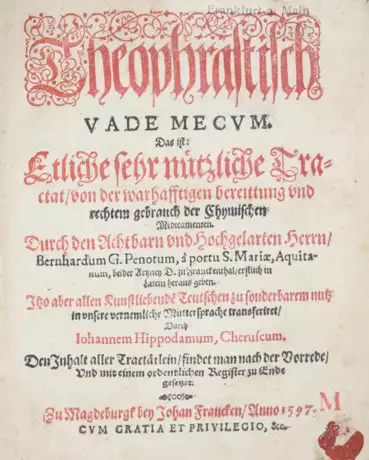 Frankfurt a. Main
Theophrastisch
VADE MECVM.
Das ist:
Etliche sehr nützliche Tra-
ctat/ von der warhafftigen bereittung vnd
rechtem gebrauch der Chymischen
Medicamenten.
Durch den Achtbarn vnd Hochgelarten Herrn/
Bernhardum G. Penotum, â portu S. Mariæ, Aquita-
num, beider Artzney D. zu Franckenthal/ erstlich in
Latein heraus geben.
Itzo aber allen Kunstliebende Teutschen zu sonderbarem nutz
in vnsere vernemliche Muttersprache transferiret/
Durch
Iohannem Hippodamum, Cheruscum.
Den Inhalt aller Tractätlein/ findet man nach der Vorrede/
Vnd mit einem ordentlichen Register zu Ende
gesetzet.
Zu Magdeburgk bey Johan Francken/ Anno 1597.
M
CVM GRATIA ET PRIVILEGIO, &c.